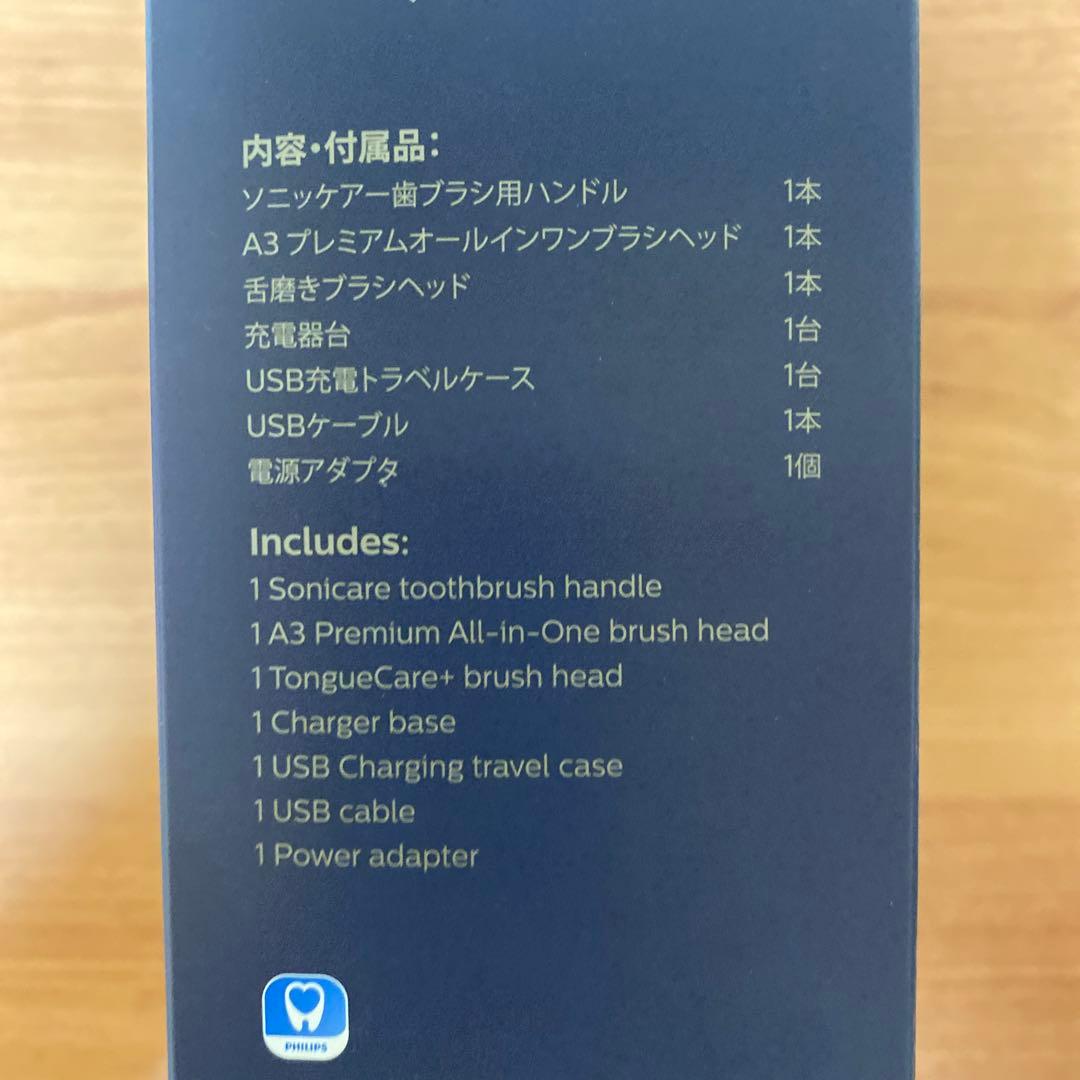 内容・付属品：
ソニッケアー歯ブラシ用ハンドル 1本
A3 プレミアムオールインワンブラシヘッド 1本
舌磨きブラシヘッド 1本
充電器台 1台
USB充電トラベルケース 1台
USBケーブル 1本
電源アダプタ 1個
Includes:
1 Sonicare toothbrush handle
1 A3 Premium All-in-One brush head
1 TongueCare+ brush head
1 Charger base
1 USB Charging travel case
1 USB cable
1 Power adapter
PHILIPS